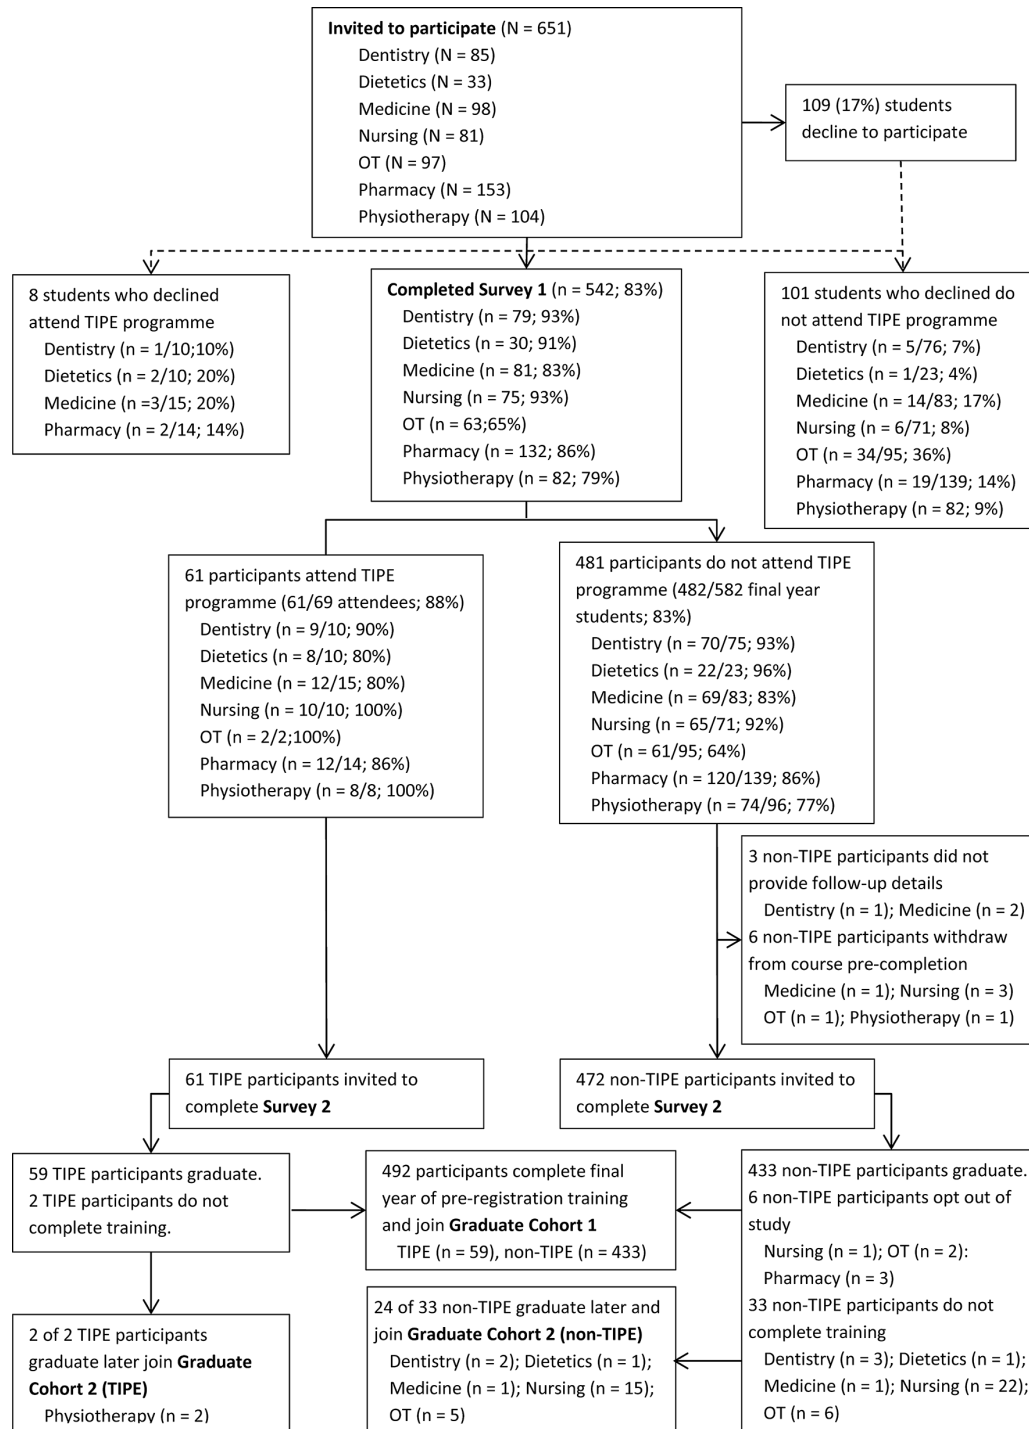 Invited to participate (N = 651)
Dentistry (N = 85)
Dietetics (N = 33)
Medicine (N = 98)
Nursing (N = 81)
OT (N = 97)
Pharmacy (N = 153)
Physiotherapy (N = 104)
109 (17%) students
decline to participate
8 students who declined
attend TIPE programme
Dentistry (n = 1/10;10%)
Dietetics (n = 2/10; 20%)
Medicine (n =3/15; 20%)
Pharmacy (n = 2/14; 14%)
Completed Survey 1 (n = 542; 83%)
Dentistry (n = 79; 93%)
Dietetics (n = 30; 91%)
Medicine (n = 81; 83%)
Nursing (n = 75; 93%)
OT (n = 63;65%)
Pharmacy (n = 132; 86%)
Physiotherapy (n = 82; 79%)
101 students who declined do
not attend TIPE programme
Dentistry (n = 5/76; 7%)
Dietetics (n = 1/23; 4%)
Medicine (n = 14/83; 17%)
Nursing (n = 6/71; 8%)
OT (n = 34/95; 36%)
Pharmacy (n = 19/139; 14%)
Physiotherapy (n = 82; 9%)
61 participants attend TIPE
programme (61/69 attendees; 88%)
Dentistry (n = 9/10; 90%)
Dietetics (n = 8/10; 80%)
Medicine (n = 12/15; 80%)
Nursing (n = 10/10; 100%)
OT (n = 2/2;100%)
Pharmacy (n = 12/14; 86%)
Physiotherapy (n = 8/8; 100%)
481 participants do not attend TIPE
programme (482/582 final year
students; 83%)
Dentistry (n = 70/75; 93%)
Dietetics (n = 22/23; 96%)
Medicine (n = 69/83; 83%)
Nursing (n = 65/71; 92%)
OT (n = 61/95; 64%)
Pharmacy (n = 120/139; 86%)
Physiotherapy (n = 74/96; 77%)
3 non-TIPE participants did not
provide follow-up details
Dentistry (n = 1); Medicine (n = 2)
6 non-TIPE participants withdraw
from course pre-completion
Medicine (n = 1); Nursing (n = 3)
OT (n = 1); Physiotherapy (n = 1)
61 TIPE participants invited to
complete Survey 2
472 non-TIPE participants invited to
complete Survey 2
59 TIPE participants graduate.
2 TIPE participants do not
complete training.
492 participants complete final
year of pre-registration training
and join Graduate Cohort 1
TIPE (n = 59), non-TIPE (n = 433)
433 non-TIPE participants graduate.
6 non-TIPE participants opt out of
study
Nursing (n = 1); OT (n = 2):
Pharmacy (n = 3)
33 non-TIPE participants do not
complete training
Dentistry (n = 3); Dietetics (n = 1);
Medicine (n = 1); Nursing (n = 22);
OT (n = 6)
2 of 2 TIPE participants
graduate later join Graduate
Cohort 2 (TIPE)
Physiotherapy (n = 2)
24 of 33 non-TIPE graduate later and
join Graduate Cohort 2 (non-TIPE)
Dentistry (n = 2); Dietetics (n = 1);
Medicine (n = 1); Nursing (n = 15);
OT (n = 5)